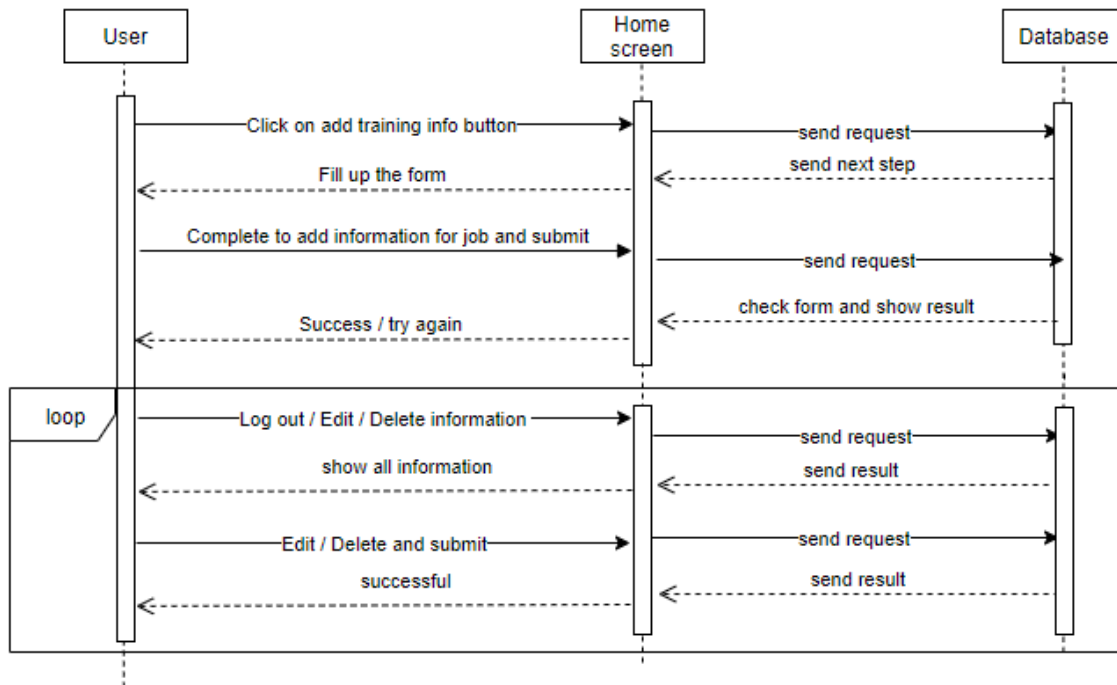 User
Home
screen
Database
Click on add training info button
send request
send next step
Fill up the form
Complete to add information for job and submit
send request
check form and show result
Success / try again
loop
Log out / Edit / Delete information
send request
show all information
send result
Edit / Delete and submit
send request
successful
send result